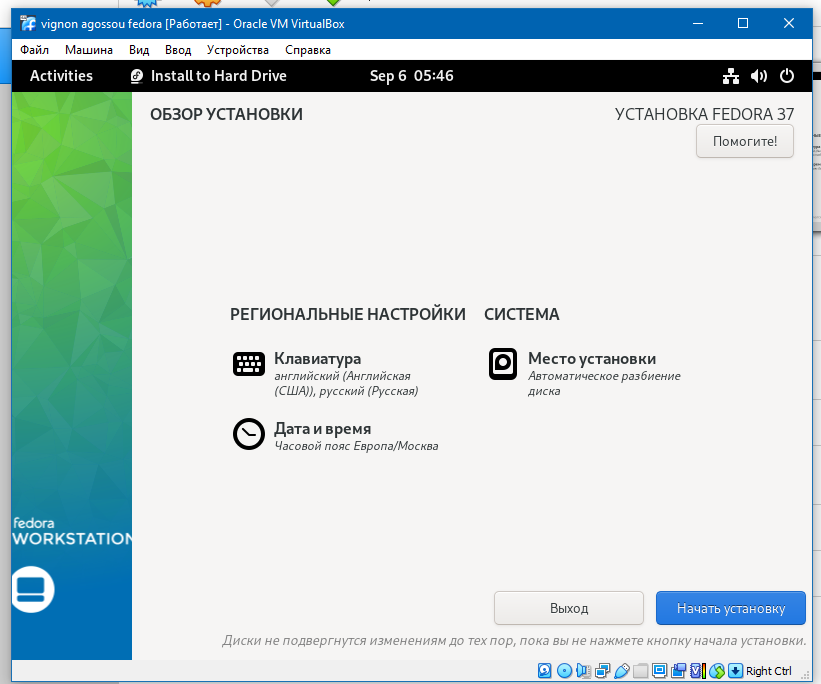 vignon agossou fedora [Работает] - Oracle VM VirtualBox
Файл Машина Вид Ввод Устройства Справка
Activities Install to Hard Drive Sep 6 05:46
ОБЗОР УСТАНОВКИ УСТАНОВКА FEDORA 37
Помогите!
РЕГИОНАЛЬНЫЕ НАСТРОЙКИ СИСТЕМА
Клавиатура
английский (Английская
(США)), русский (Русская)
Место установки
Автоматическое разбиение
диска
Дата и время
Часовой пояс Европа/Москва
fedora
WORKSTATION
Выход Начать установку
Диски не подвергнутся изменениям до тех пор, пока вы не нажмете кнопку начала установки.
Right Ctrl